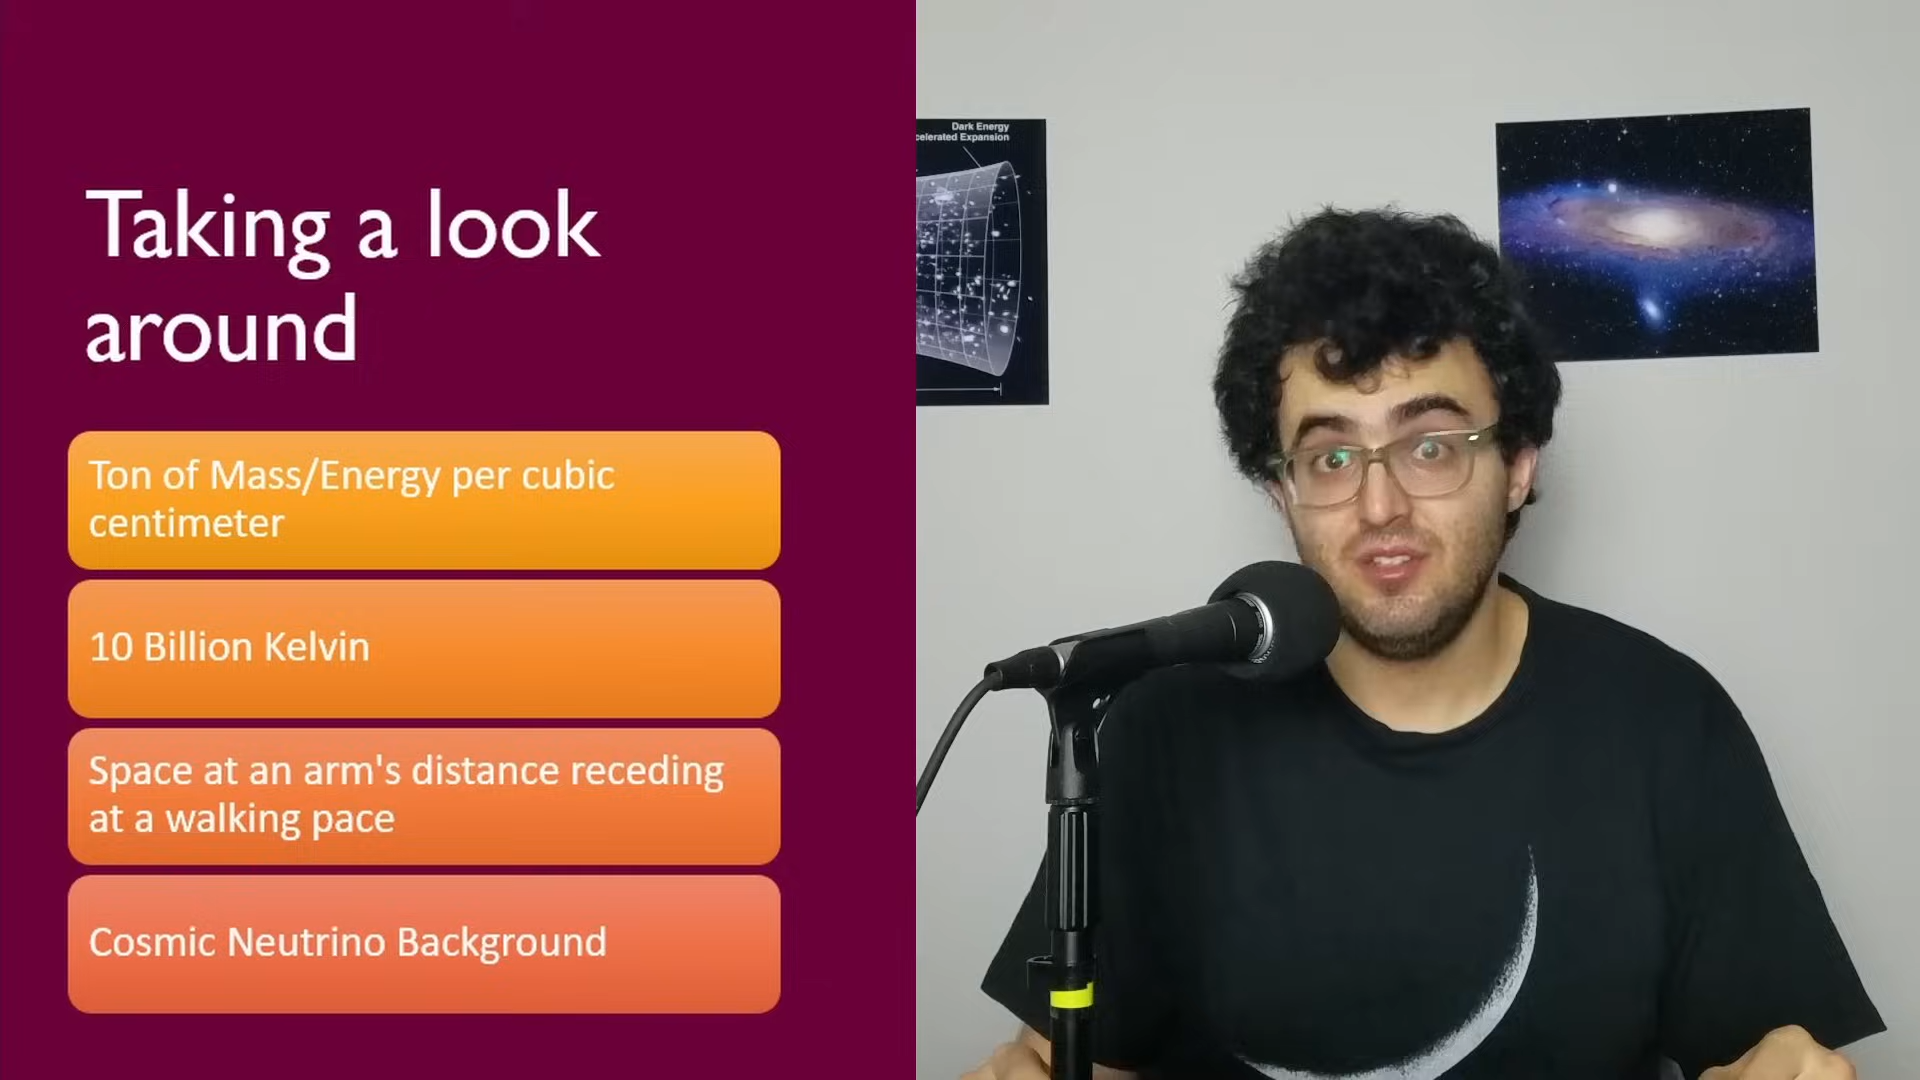 Taking a look
around
Ton of Mass/Energy per cubic
centimeter
10 Billion Kelvin
Space at an arm's distance receding
at a walking pace
Cosmic Neutrino Background
Dark Energy
celerated Expansion